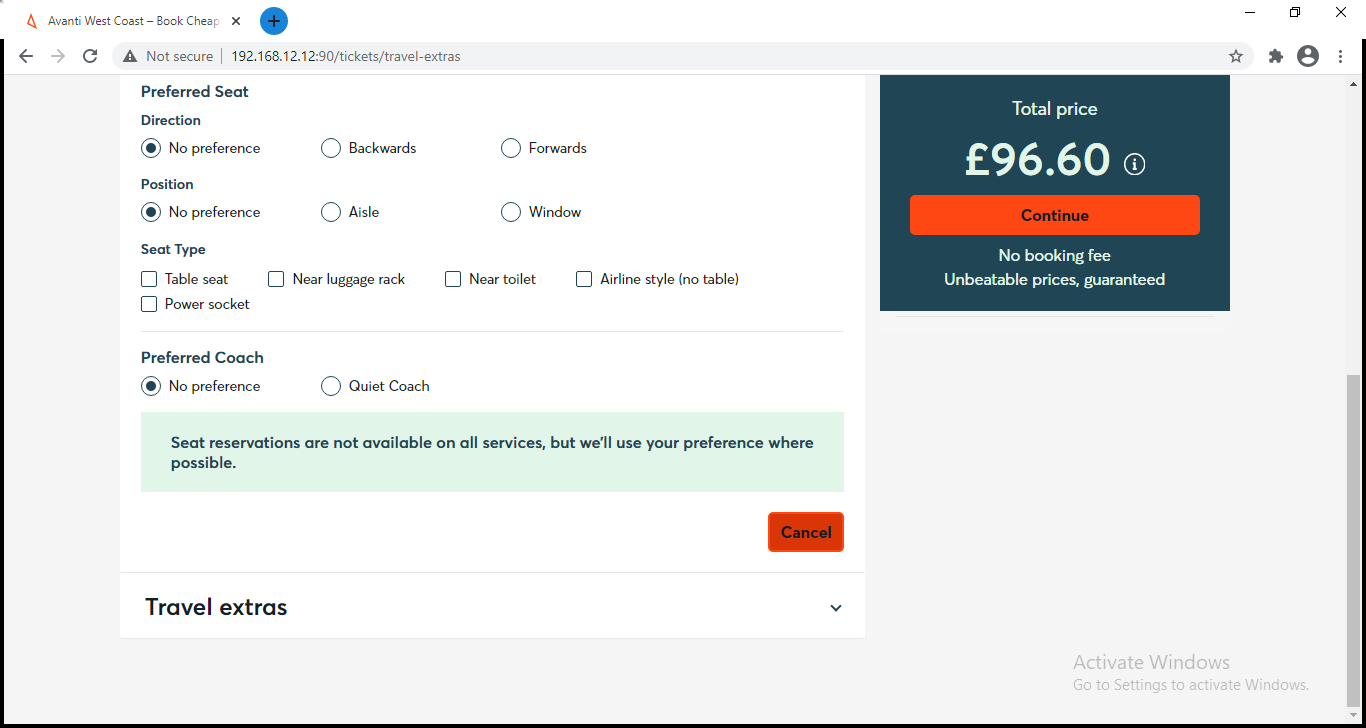 Avanti West Coast – Book Cheap
Not secure
192.168.12.12:90/tickets/travel-extras
Preferred Seat
Direction
No preference Backwards Forwards
Position
No preference Aisle Window
Seat Type
Table seat Near luggage rack Near toilet Airline style (no table)
Power socket
Preferred Coach
No preference Quiet Coach
Seat reservations are not available on all services, but we'll use your preference where
possible.
Cancel
Travel extras
Total price
£96.60
Continue
No booking fee
Unbeatable prices, guaranteed
Activate Windows
Go to Settings to activate Windows.